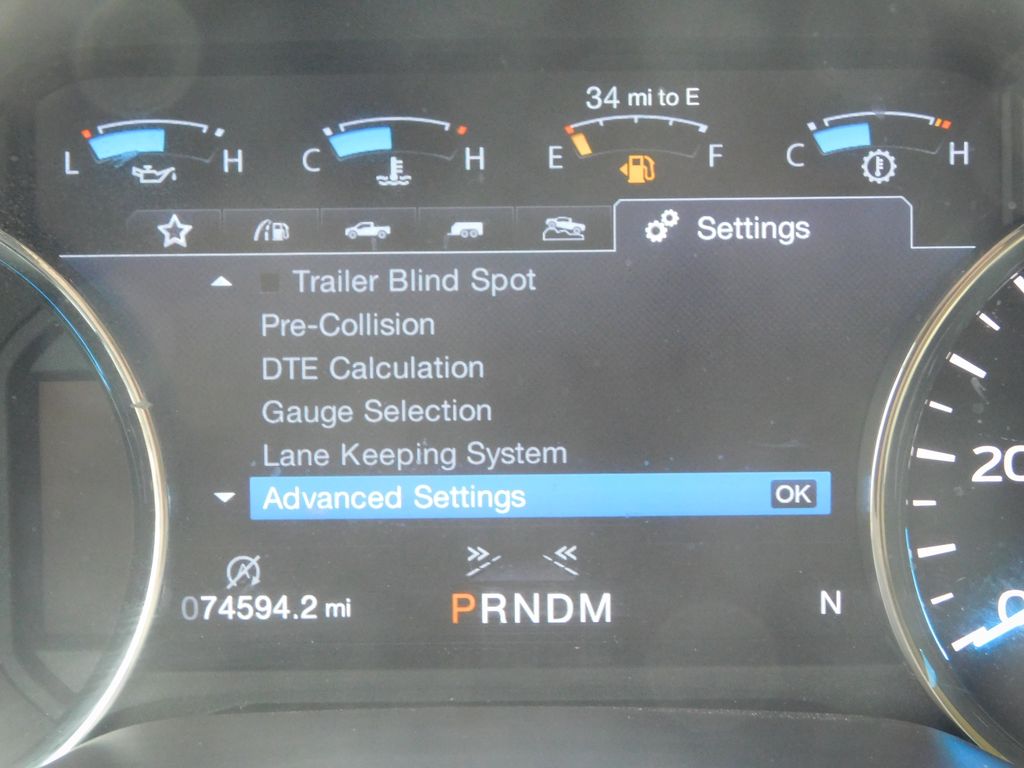 34 mi to E
L H C H E F C H
Settings
Trailer Blind Spot
Pre-Collision
DTE Calculation
Gauge Selection
Lane Keeping System
Advanced Settings OK
20
074594.2 mi PRNDM N 0